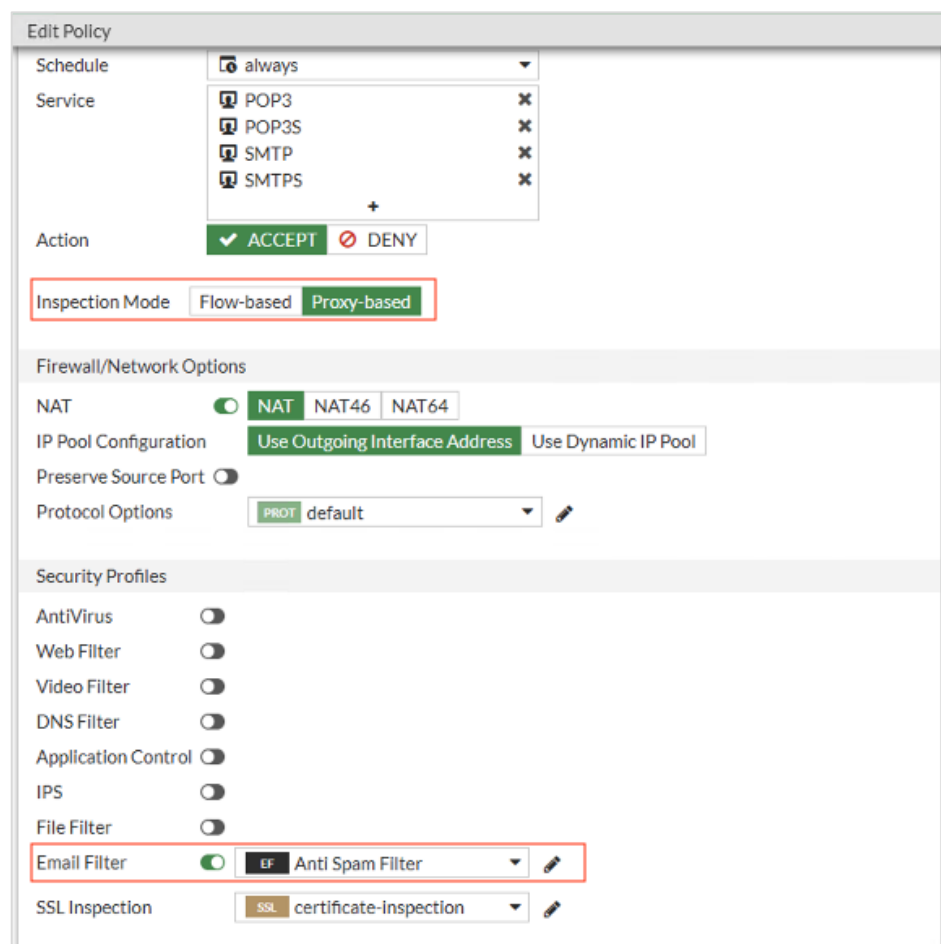 Edit Policy
Schedule always
Service POP3
POP3S
SMTP
SMTPS
+
Action ACCEPT DENY
Inspection Mode Flow-based Proxy-based
Firewall/Network Options
NAT NAT NAT46 NAT64
IP Pool Configuration Use Outgoing Interface Address Use Dynamic IP Pool
Preserve Source Port
Protocol Options PROT default
Security Profiles
AntiVirus
Web Filter
Video Filter
DNS Filter
Application Control
IPS
File Filter
Email Filter EF Anti Spam Filter
SSL Inspection SSL certificate-inspection